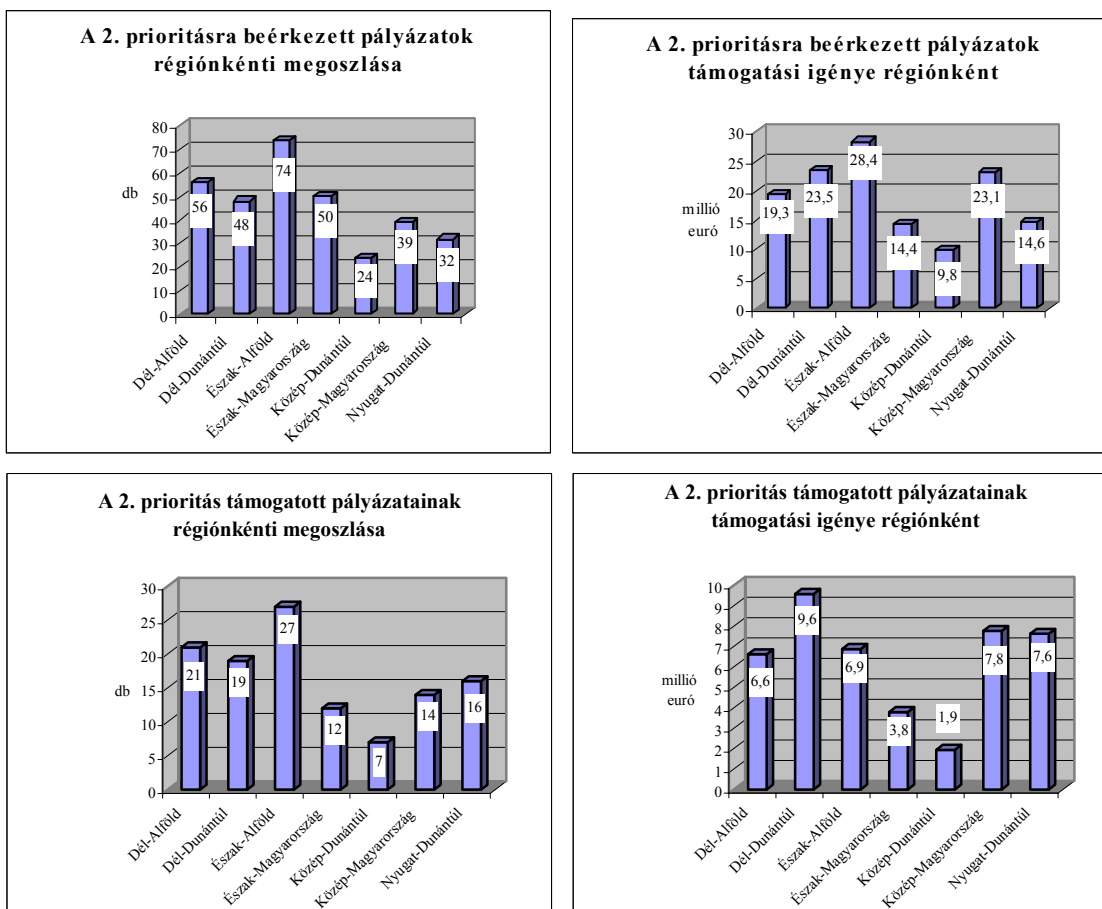 A 2. prioritásra beérkezett pályázatok
régiónkénti megoszlása
80
70
60
50
40
30
20
10
0
db
56
48
74
50
24
39
32
Dél-Alföld
Dél-Dunántúl
Észak-Alföld
Észak-Magyarország
Közép-Dunántúl
Közép-Magyarország
Nyugat-Dunántúl
A 2. prioritásra beérkezett pályázatok
támogatási igénye régiónként
30
25
20
15
10
5
0
millió
euró
19,3
23,5
28,4
14,4
9,8
23,1
14,6
Dél-Alföld
Dél-Dunántúl
Észak-Alföld
Észak-Magyarország
Közép-Dunántúl
Közép-Magyarország
Nyugat-Dunántúl
A 2. prioritás támogatott pályázatainak
régiónkénti megoszlása
30
25
20
15
10
5
0
db
21
19
27
12
7
14
16
Dél-Alföld
Dél-Dunántúl
Észak-Alföld
Észak-Magyarország
Közép-Dunántúl
Közép-Magyarország
Nyugat-Dunántúl
A 2. prioritás támogatott pályázatainak
támogatási igénye régiónként
10
9
8
7
6
5
4
3
2
1
0
millió
euró
6,6
9,6
6,9
3,8
1,9
7,8
7,6
Dél-Alföld
Dél-Dunántúl
Észak-Alföld
Észak-Magyarország
Közép-Dunántúl
Közép-Magyarország
Nyugat-Dunántúl